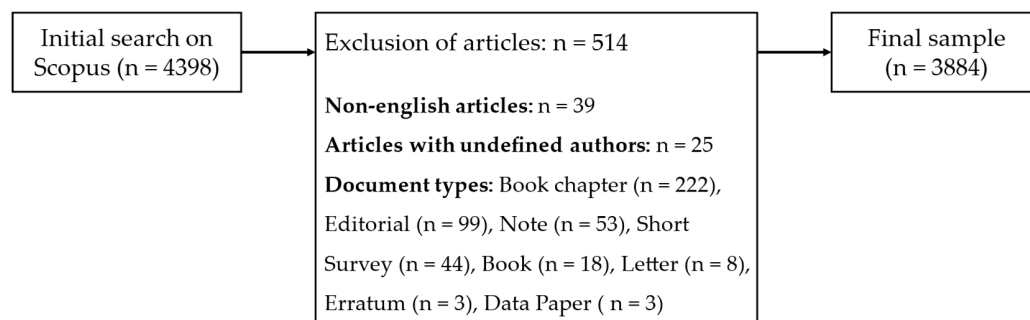 Initial search on
Scopus (n = 4398)
Exclusion of articles: n = 514
Non-english articles: n = 39
Articles with undefined authors: n = 25
Document types: Book chapter (n = 222),
Editorial (n = 99), Note (n = 53), Short
Survey (n = 44), Book (n = 18), Letter (n = 8),
Erratum (n = 3), Data Paper ( n = 3)
Final sample
(n = 3884)